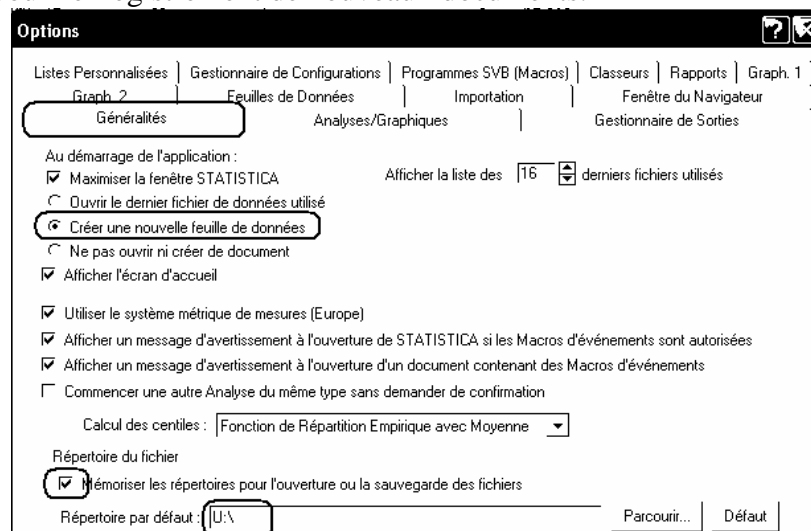 Options
Listes Personnalisées Gestionnaire de Configurations Programmes SVB (Macros) Classeurs Rapports Graph. 1
Graph. 2 Feuilles de Données Importation Fenêtre du Navigateur
Généralités Analyses/Graphiques Gestionnaire de Sorties
Au démarrage de l'application :
Maximiser la fenêtre STATISTICA Afficher la liste des 16 derniers fichiers utilisés
Ouvrir le dernier fichier de données utilisé
Créer une nouvelle feuille de données
Ne pas ouvrir ni créer de document
Afficher l'écran d'accueil
Utiliser le système métrique de mesures (Europe)
Afficher un message d'avertissement à l'ouverture de STATISTICA si les Macros d'événements sont autorisées
Afficher un message d'avertissement à l'ouverture d'un document contenant des Macros d'événements
Commencer une autre Analyse du même type sans demander de confirmation
Calcul des centiles : Fonction de Répartition Empirique avec Moyenne
Répertoire du fichier
Mémoriser les répertoires pour l'ouverture ou la sauvegarde des fichiers
Répertoire par défaut : U:\ Parcourir... Défaut